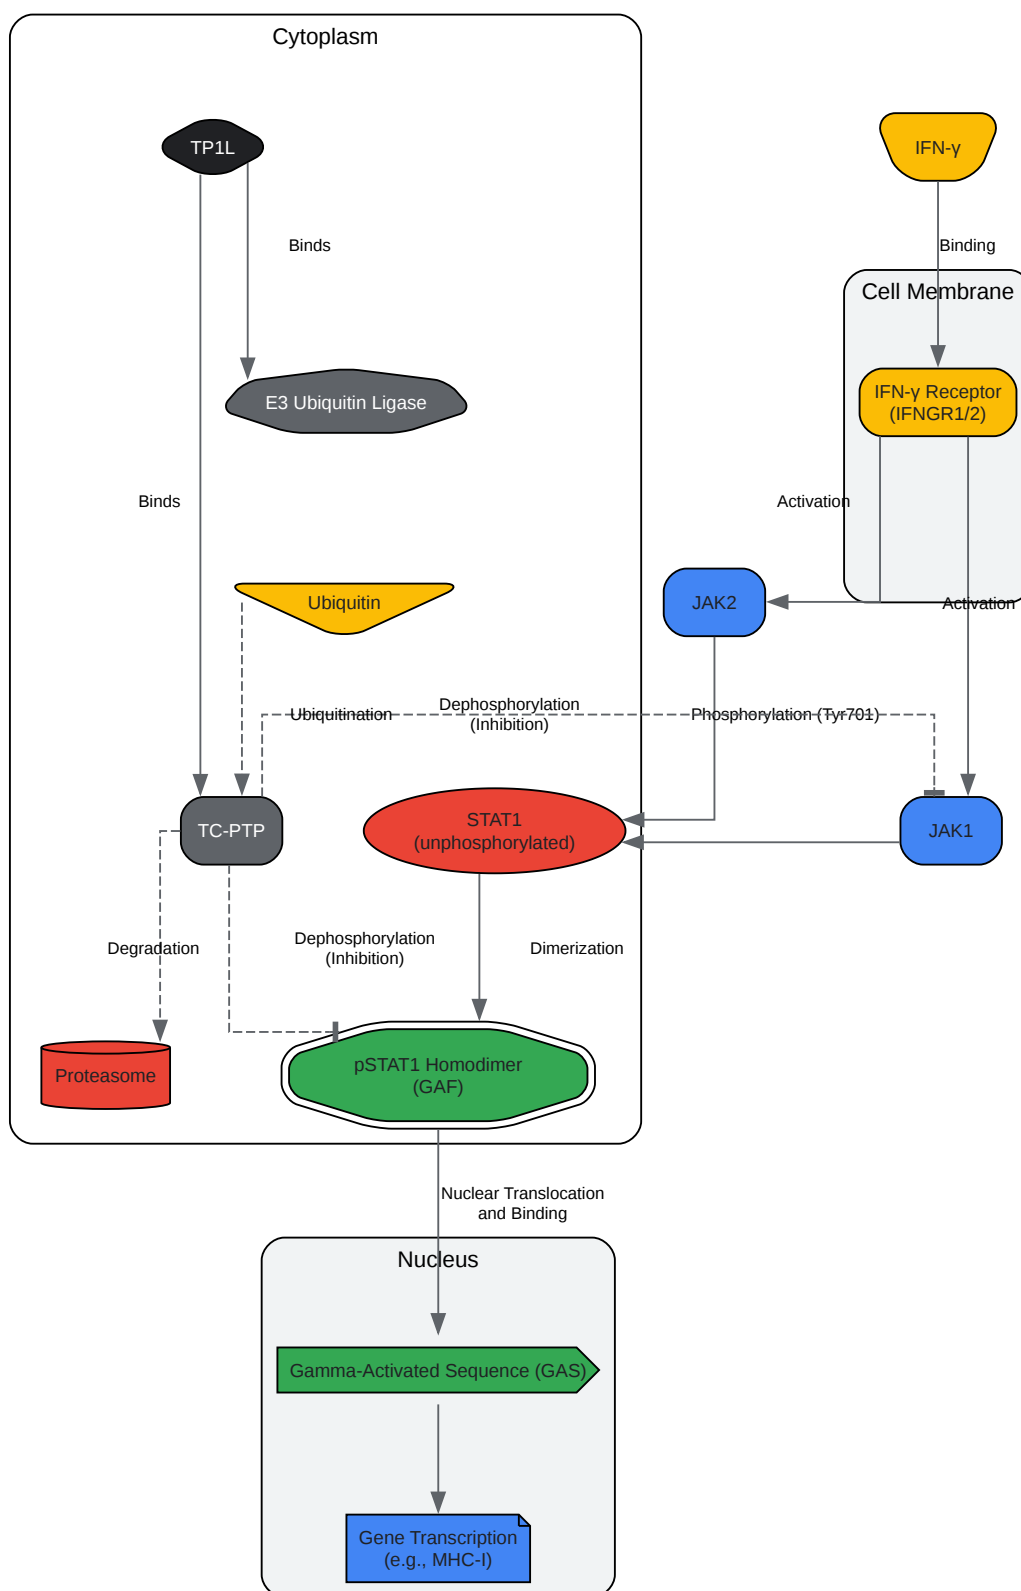 Cytoplasm
TP1L
IFN-γ
Binds
Binding
Cell Membrane
IFN-γ Receptor
(IFNGR1/2)
E3 Ubiquitin Ligase
Binds
Activation
Ubiquitin
JAK2
Activation
Ubiquitination
Dephosphorylation
(Inhibition)
Phosphorylation (Tyr701)
TC-PTP
STAT1
(unphosphorylated)
JAK1
Degradation
Dephosphorylation
(Inhibition)
Dimerization
Proteasome
pSTAT1 Homodimer
(GAF)
Nuclear Translocation
and Binding
Nucleus
Gamma-Activated Sequence (GAS)
Gene Transcription
(e.g., MHC-I)